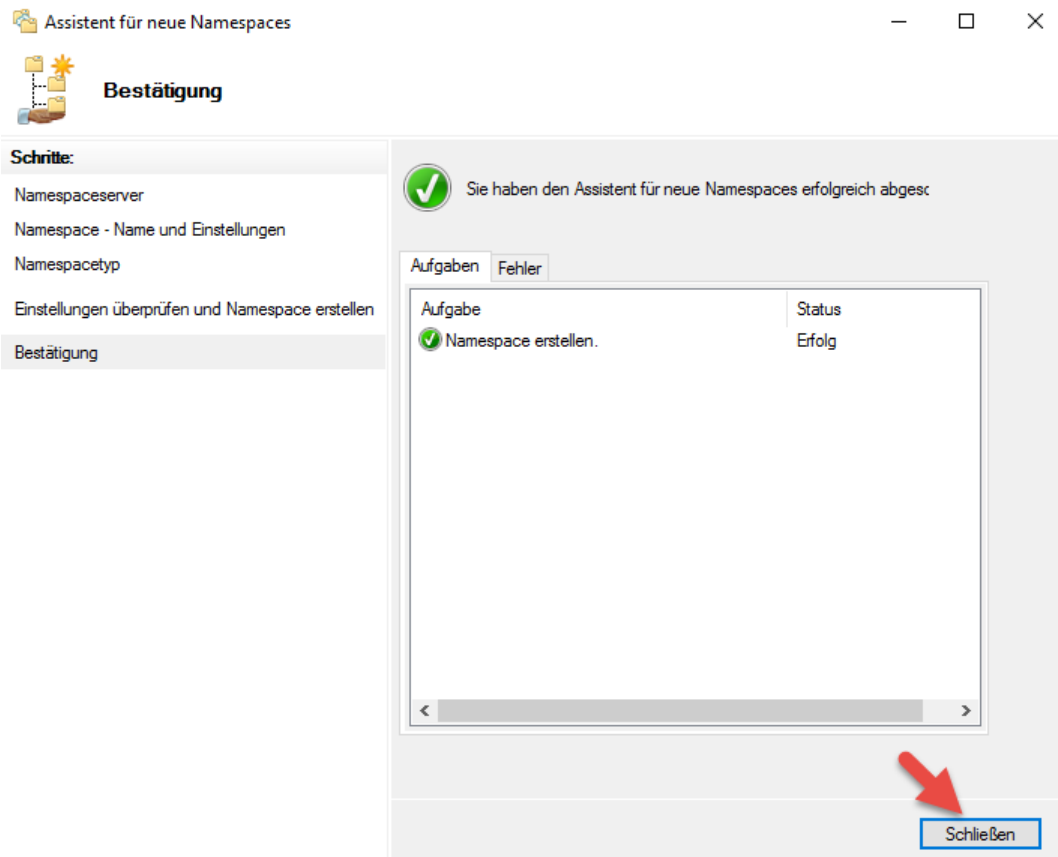 Assistent für neue Namespaces
Bestätigung
Schritte:
Namespaceserver
Namespace - Name und Einstellungen
Namespacetyp
Einstellungen überprüfen und Namespace erstellen
Bestätigung
Sie haben den Assistent für neue Namespaces erfolgreich abgesc
Aufgaben Fehler
Aufgabe Status
Namespace erstellen. Erfolg
Schließen